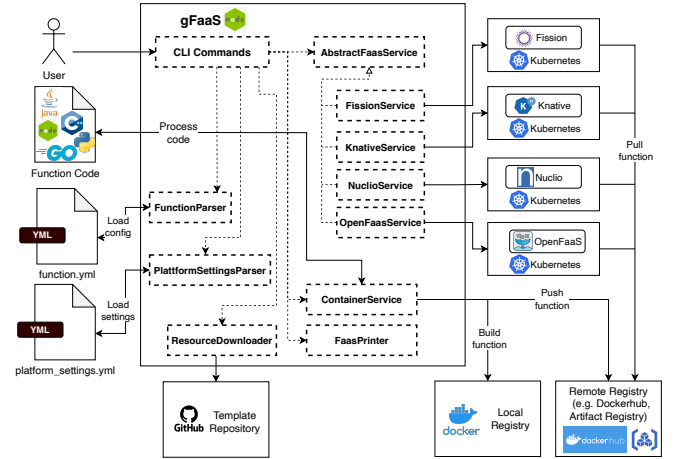 gFaaS
node
User
CLI Commands
AbstractFaasService
FissionService
KnativeService
NuclioService
OpenFaasService
Fission
Kubernetes
Knative
Kubernetes
Nuclio
Kubernetes
OpenFaaS
Kubernetes
Pull
function
Java
node
GO
Function Code
Process
code
FunctionParser
Load
config
YML
function.yml
PlattformSettingsParser
Load
settings
YML
platform_settings.yml
ContainerService
Push
function
Build
function
ResourceDownloader
FaasPrinter
GitHub
Template
Repository
docker
Local
Registry
Remote Registry
(e.g. Dockerhub,
Artifact Registry)
dockerhub